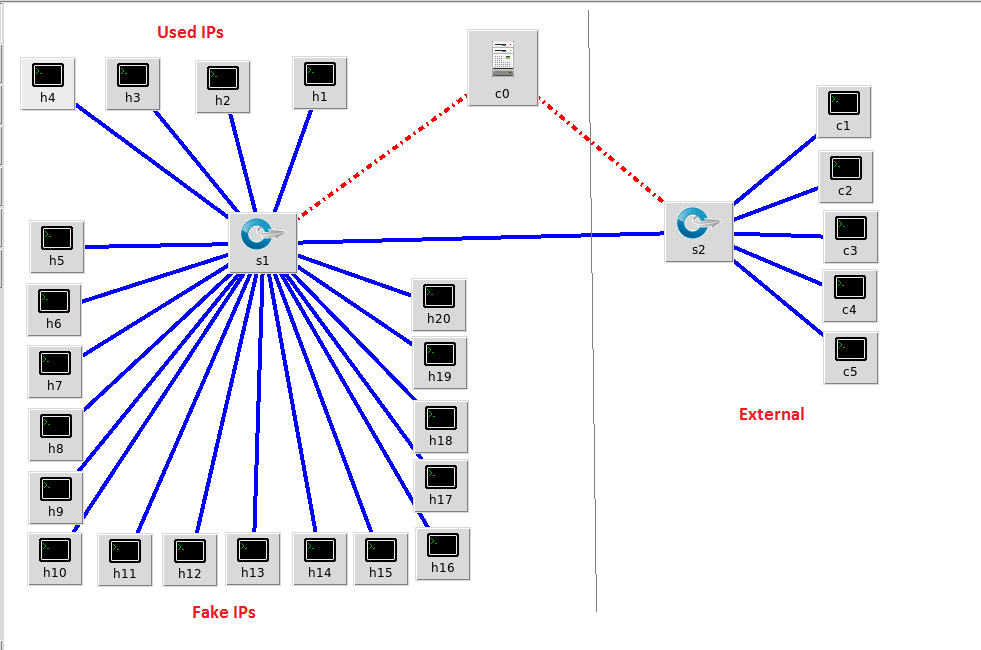 Used IPs
h4
h3
h2
h1
c0
c1
c2
c3
c4
c5
s1
s2
h5
h6
h7
h8
h9
h10
h11
h12
h13
h14
h15
h16
h17
h18
h19
h20
External
Fake IPs